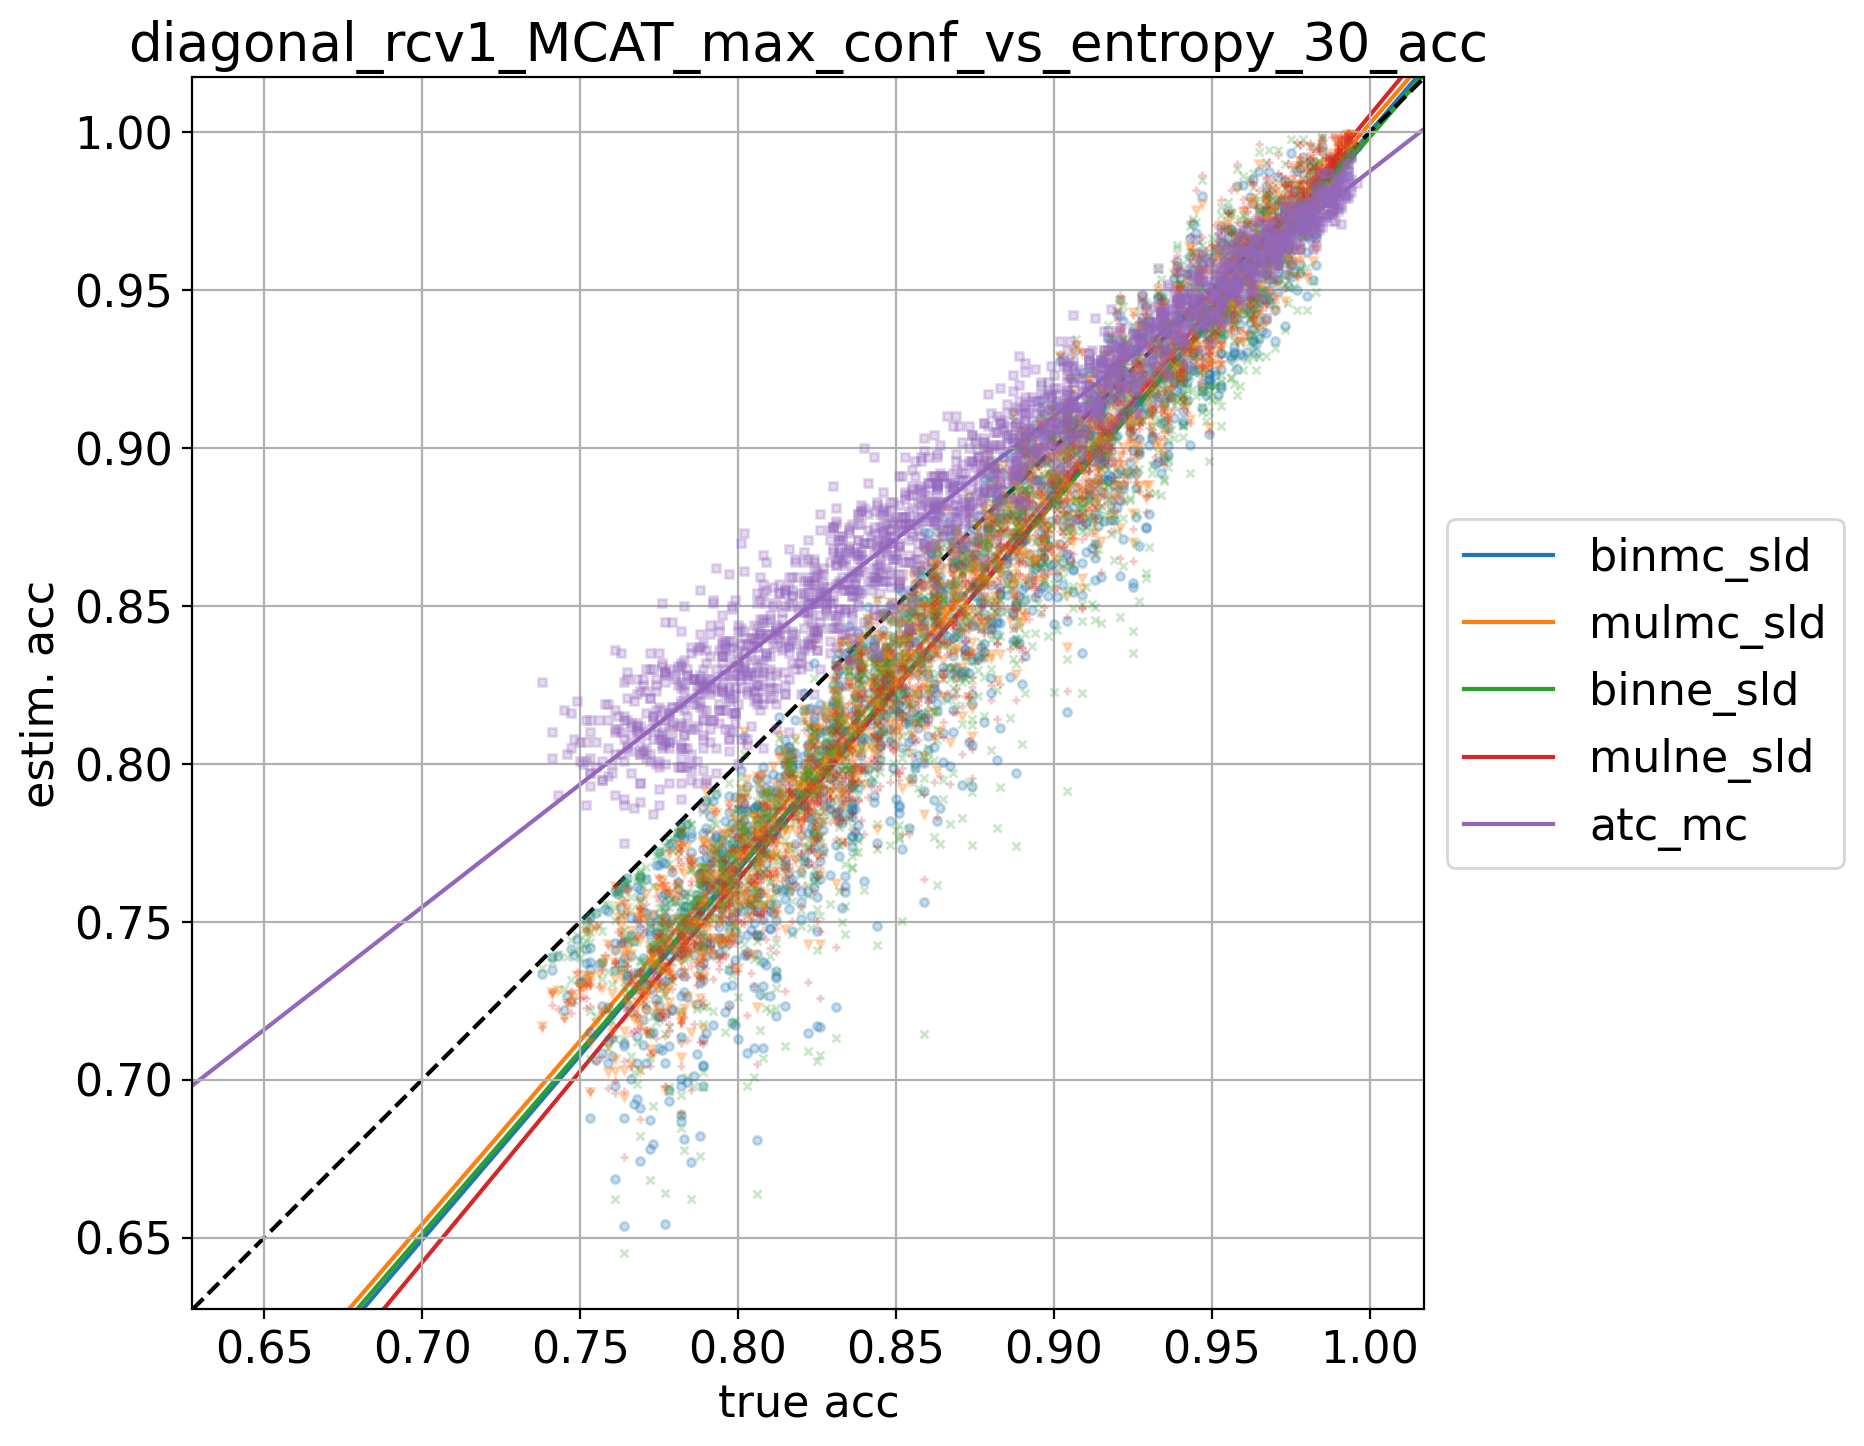 diagonal_rcv1_MCAT_max_conf_vs_entropy_30_acc
1.00
0.95
0.90
0.85
0.80
0.75
0.70
0.65
estim. acc
0.65 0.70 0.75 0.80 0.85 0.90 0.95 1.00
true acc
binmc_sld
mulmc_sld
binne_sld
mulne_sld
atc_mc